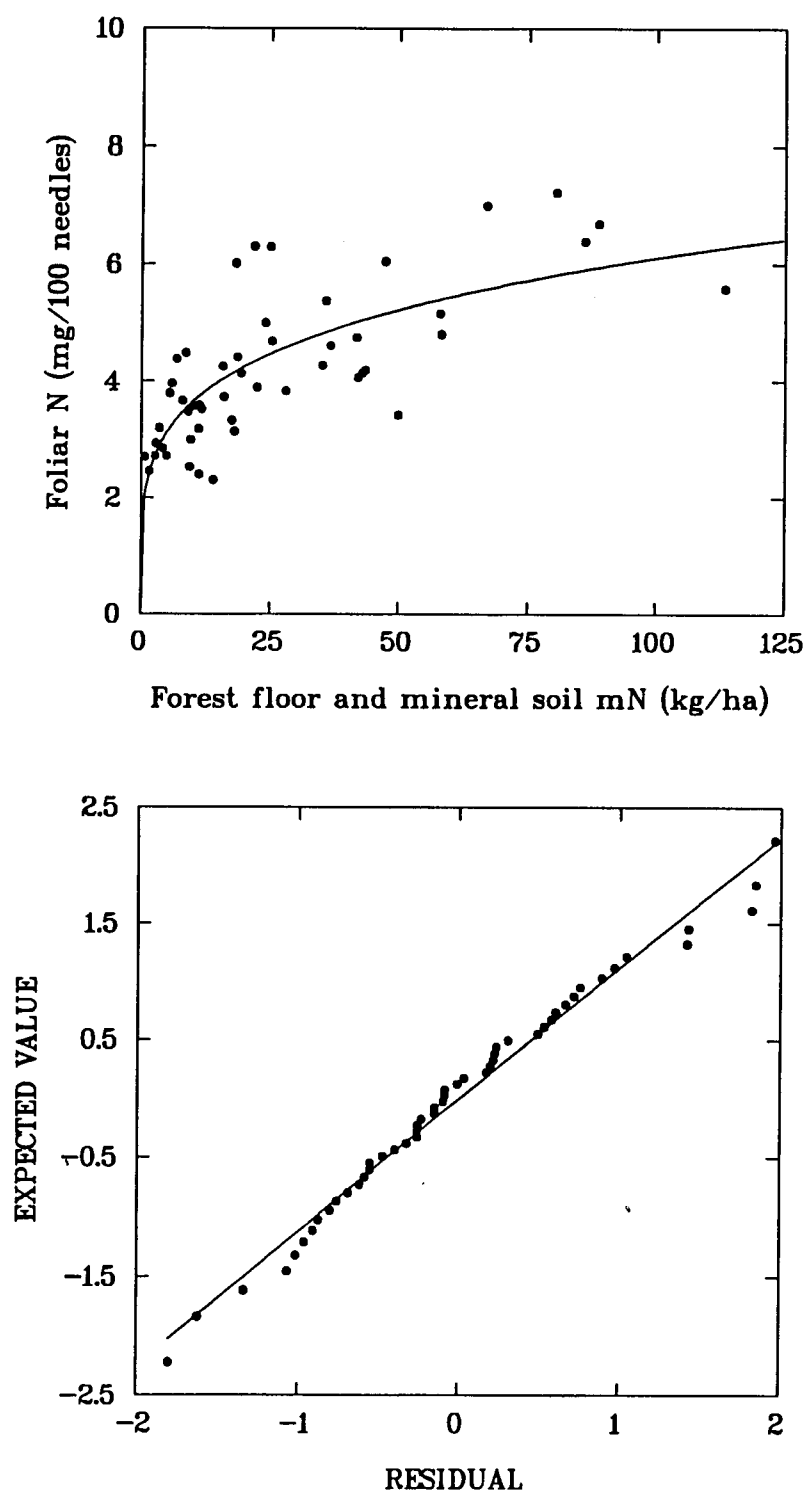 10
8
6
4
2
0
Foliar N (mg/100 needles)
0 25 50 75 100 125
Forest floor and mineral soil mN (kg/ha)
2.5
1.5
0.5
−0.5
−1.5
−2.5
EXPECTED VALUE
−2 −1 0 1 2
RESIDUAL